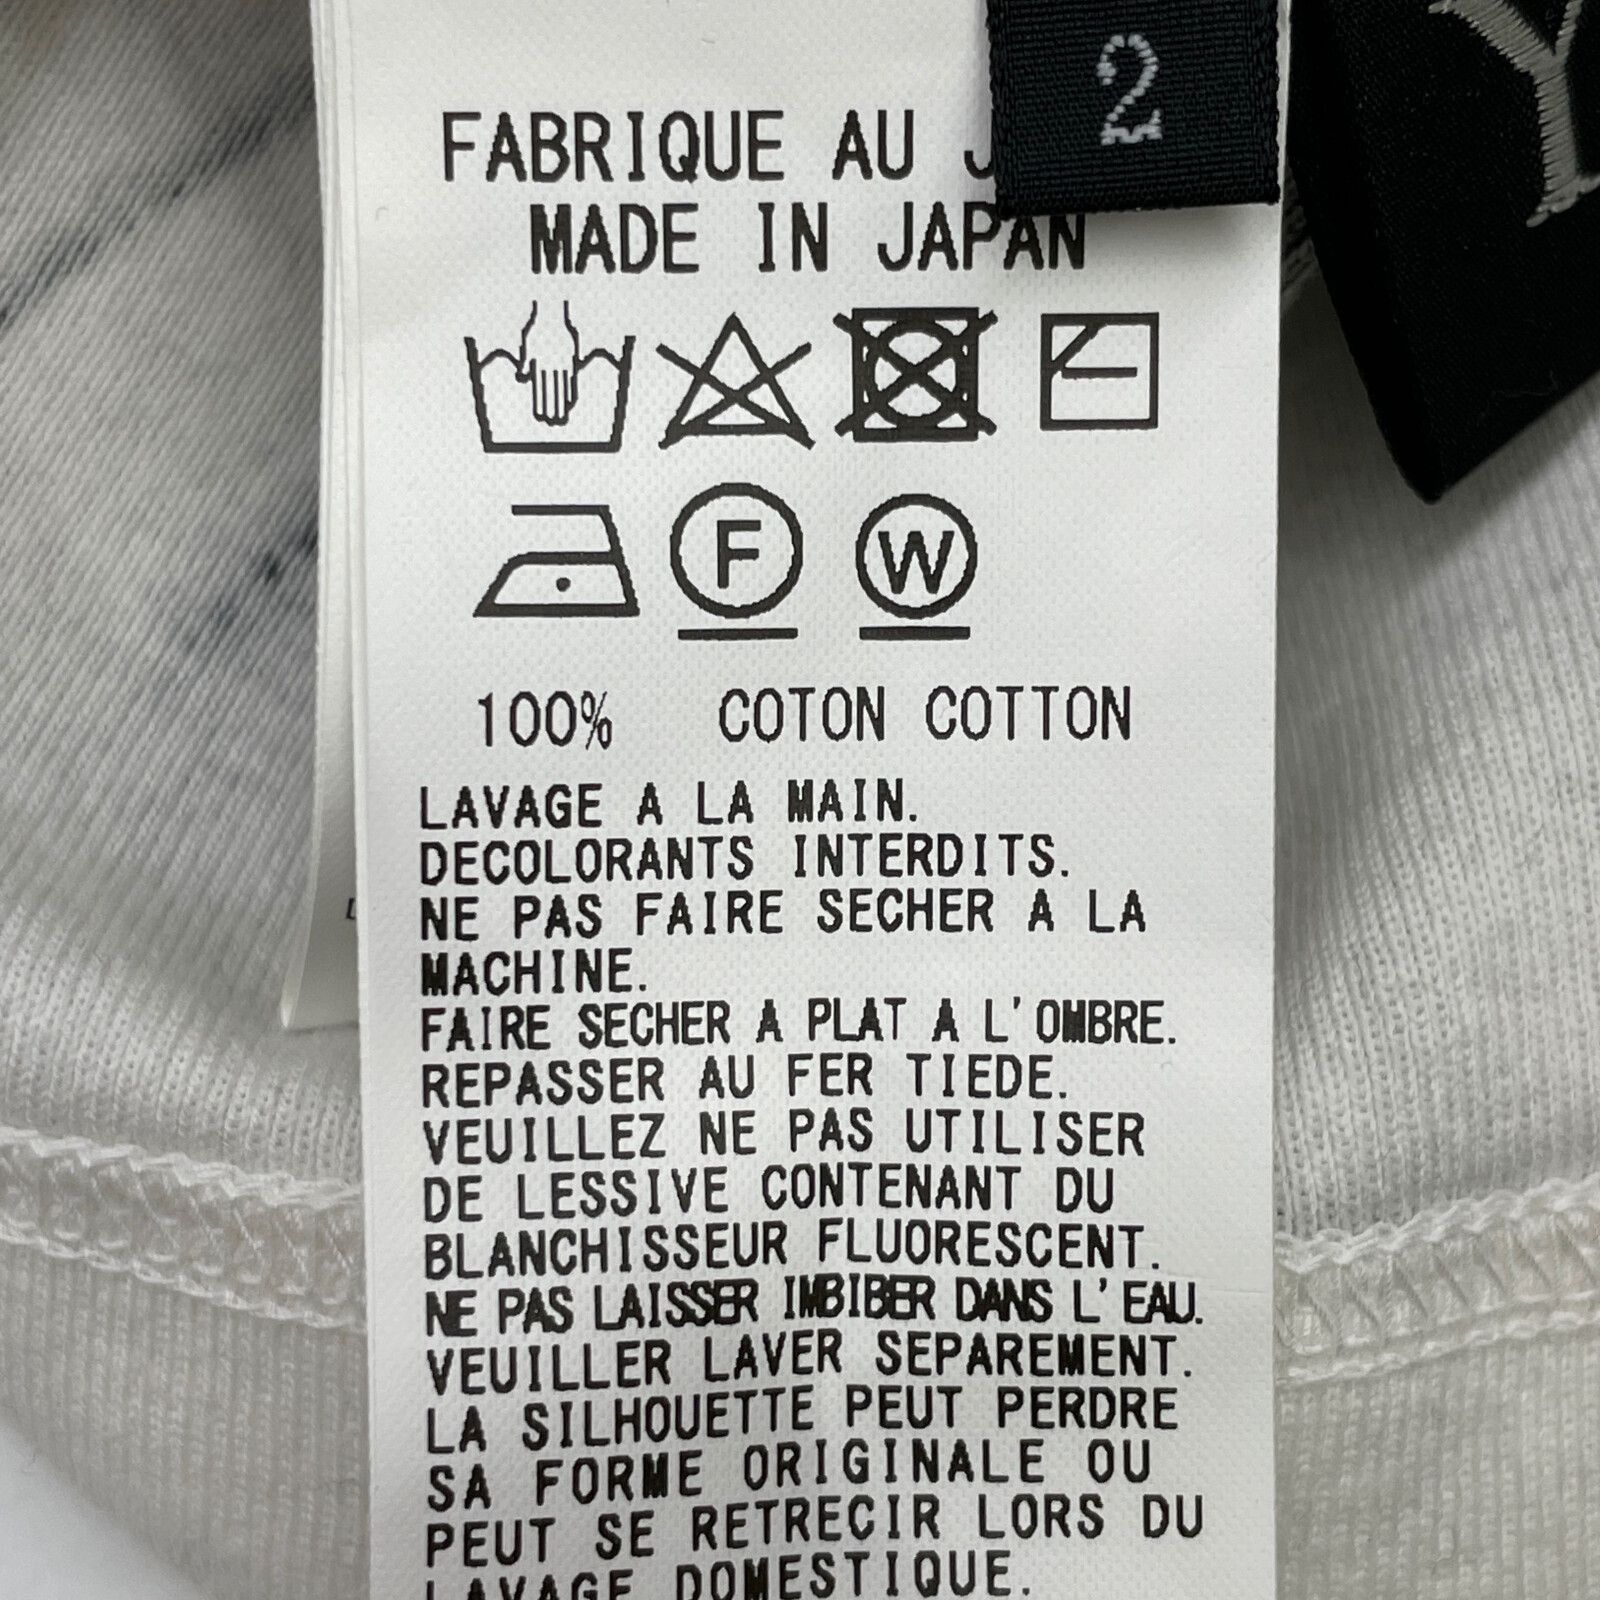 2
Y
FABRIQUE AU
MADE IN JAPAN
F
W
100% COTON COTTON
LAVAGE A LA MAIN.
DECOLORANTS INTERDITS.
NE PAS FAIRE SECHER A LA
MACHINE.
FAIRE SECHER A PLAT A L'OMBRE.
REPASSER AU FER TIEDE.
VEUILLEZ NE PAS UTILISER
DE LESSIVE CONTENANT DU
BLANCHISSEUR FLUORESCENT.
NE PAS LAISSER IMBIBER DANS L'EAU.
VEUILLER LAVER SEPAREMENT.
LA SILHOUETTE PEUT PERDRE
SA FORME ORIGINALE OU
PEUT SE RETRECIR LORS DU
LAVAGE DOMESTIQUE.